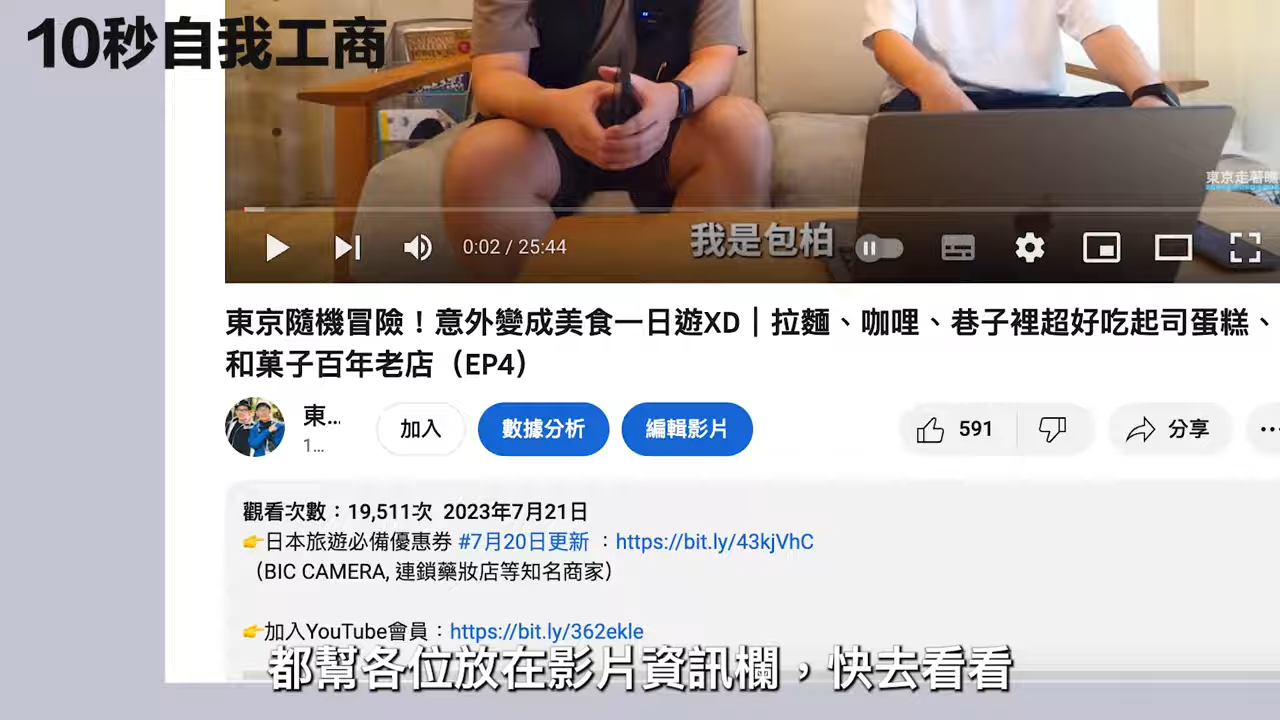 10秒自我工商
NATIONAL
GALLERY
東京走著瞧
0:02 / 25:44
我是包柏
東京隨機冒險！意外變成美食一日遊XD｜拉麵、咖哩、巷子裡超好吃起司蛋糕、
和菓子百年老店（EP4）
東...
1...
加入
數據分析
編輯影片
591
分享
觀看次數：19,511次 2023年7月21日
👉日本旅遊必備優惠券 #7月20日更新 ：https://bit.ly/43kjVhC
（BIC CAMERA, 連鎖藥妝店等知名商家）
👉加入YouTube會員：https://bit.ly/362ekle
都幫各位放在影片資訊欄，快去看看